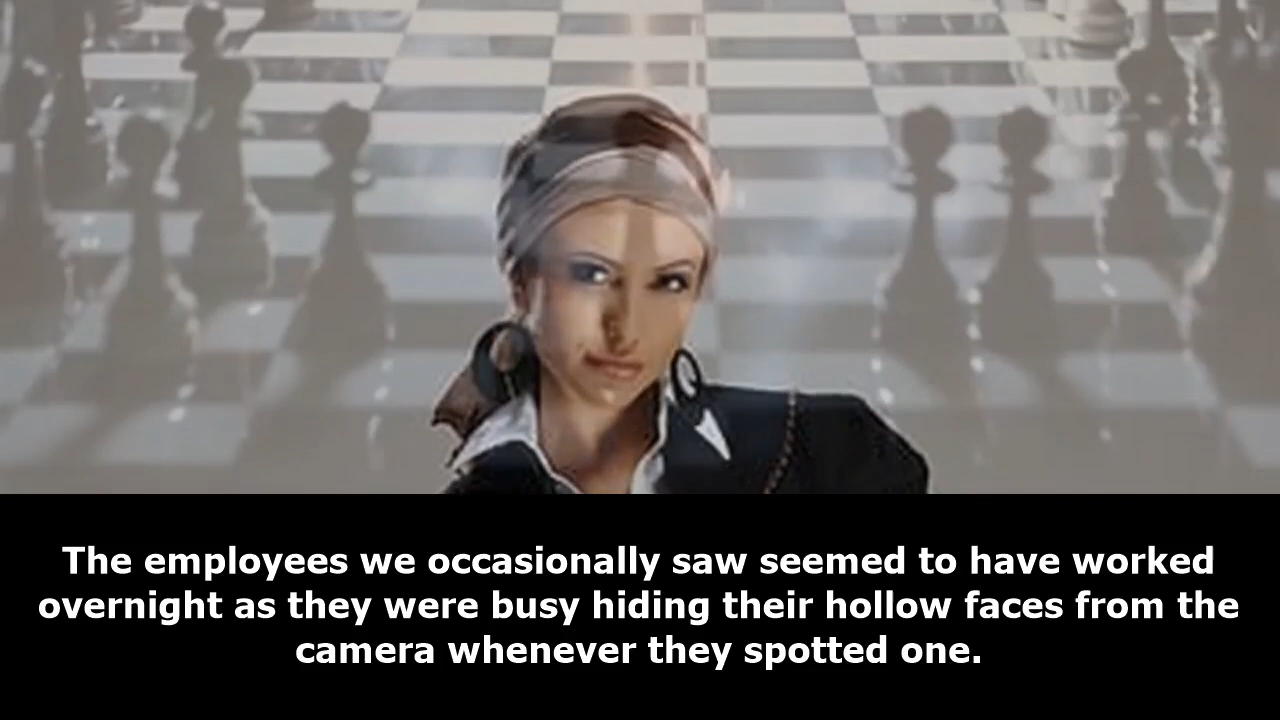 The employees we occasionally saw seemed to have worked
overnight as they were busy hiding their hollow faces from the
camera whenever they spotted one.